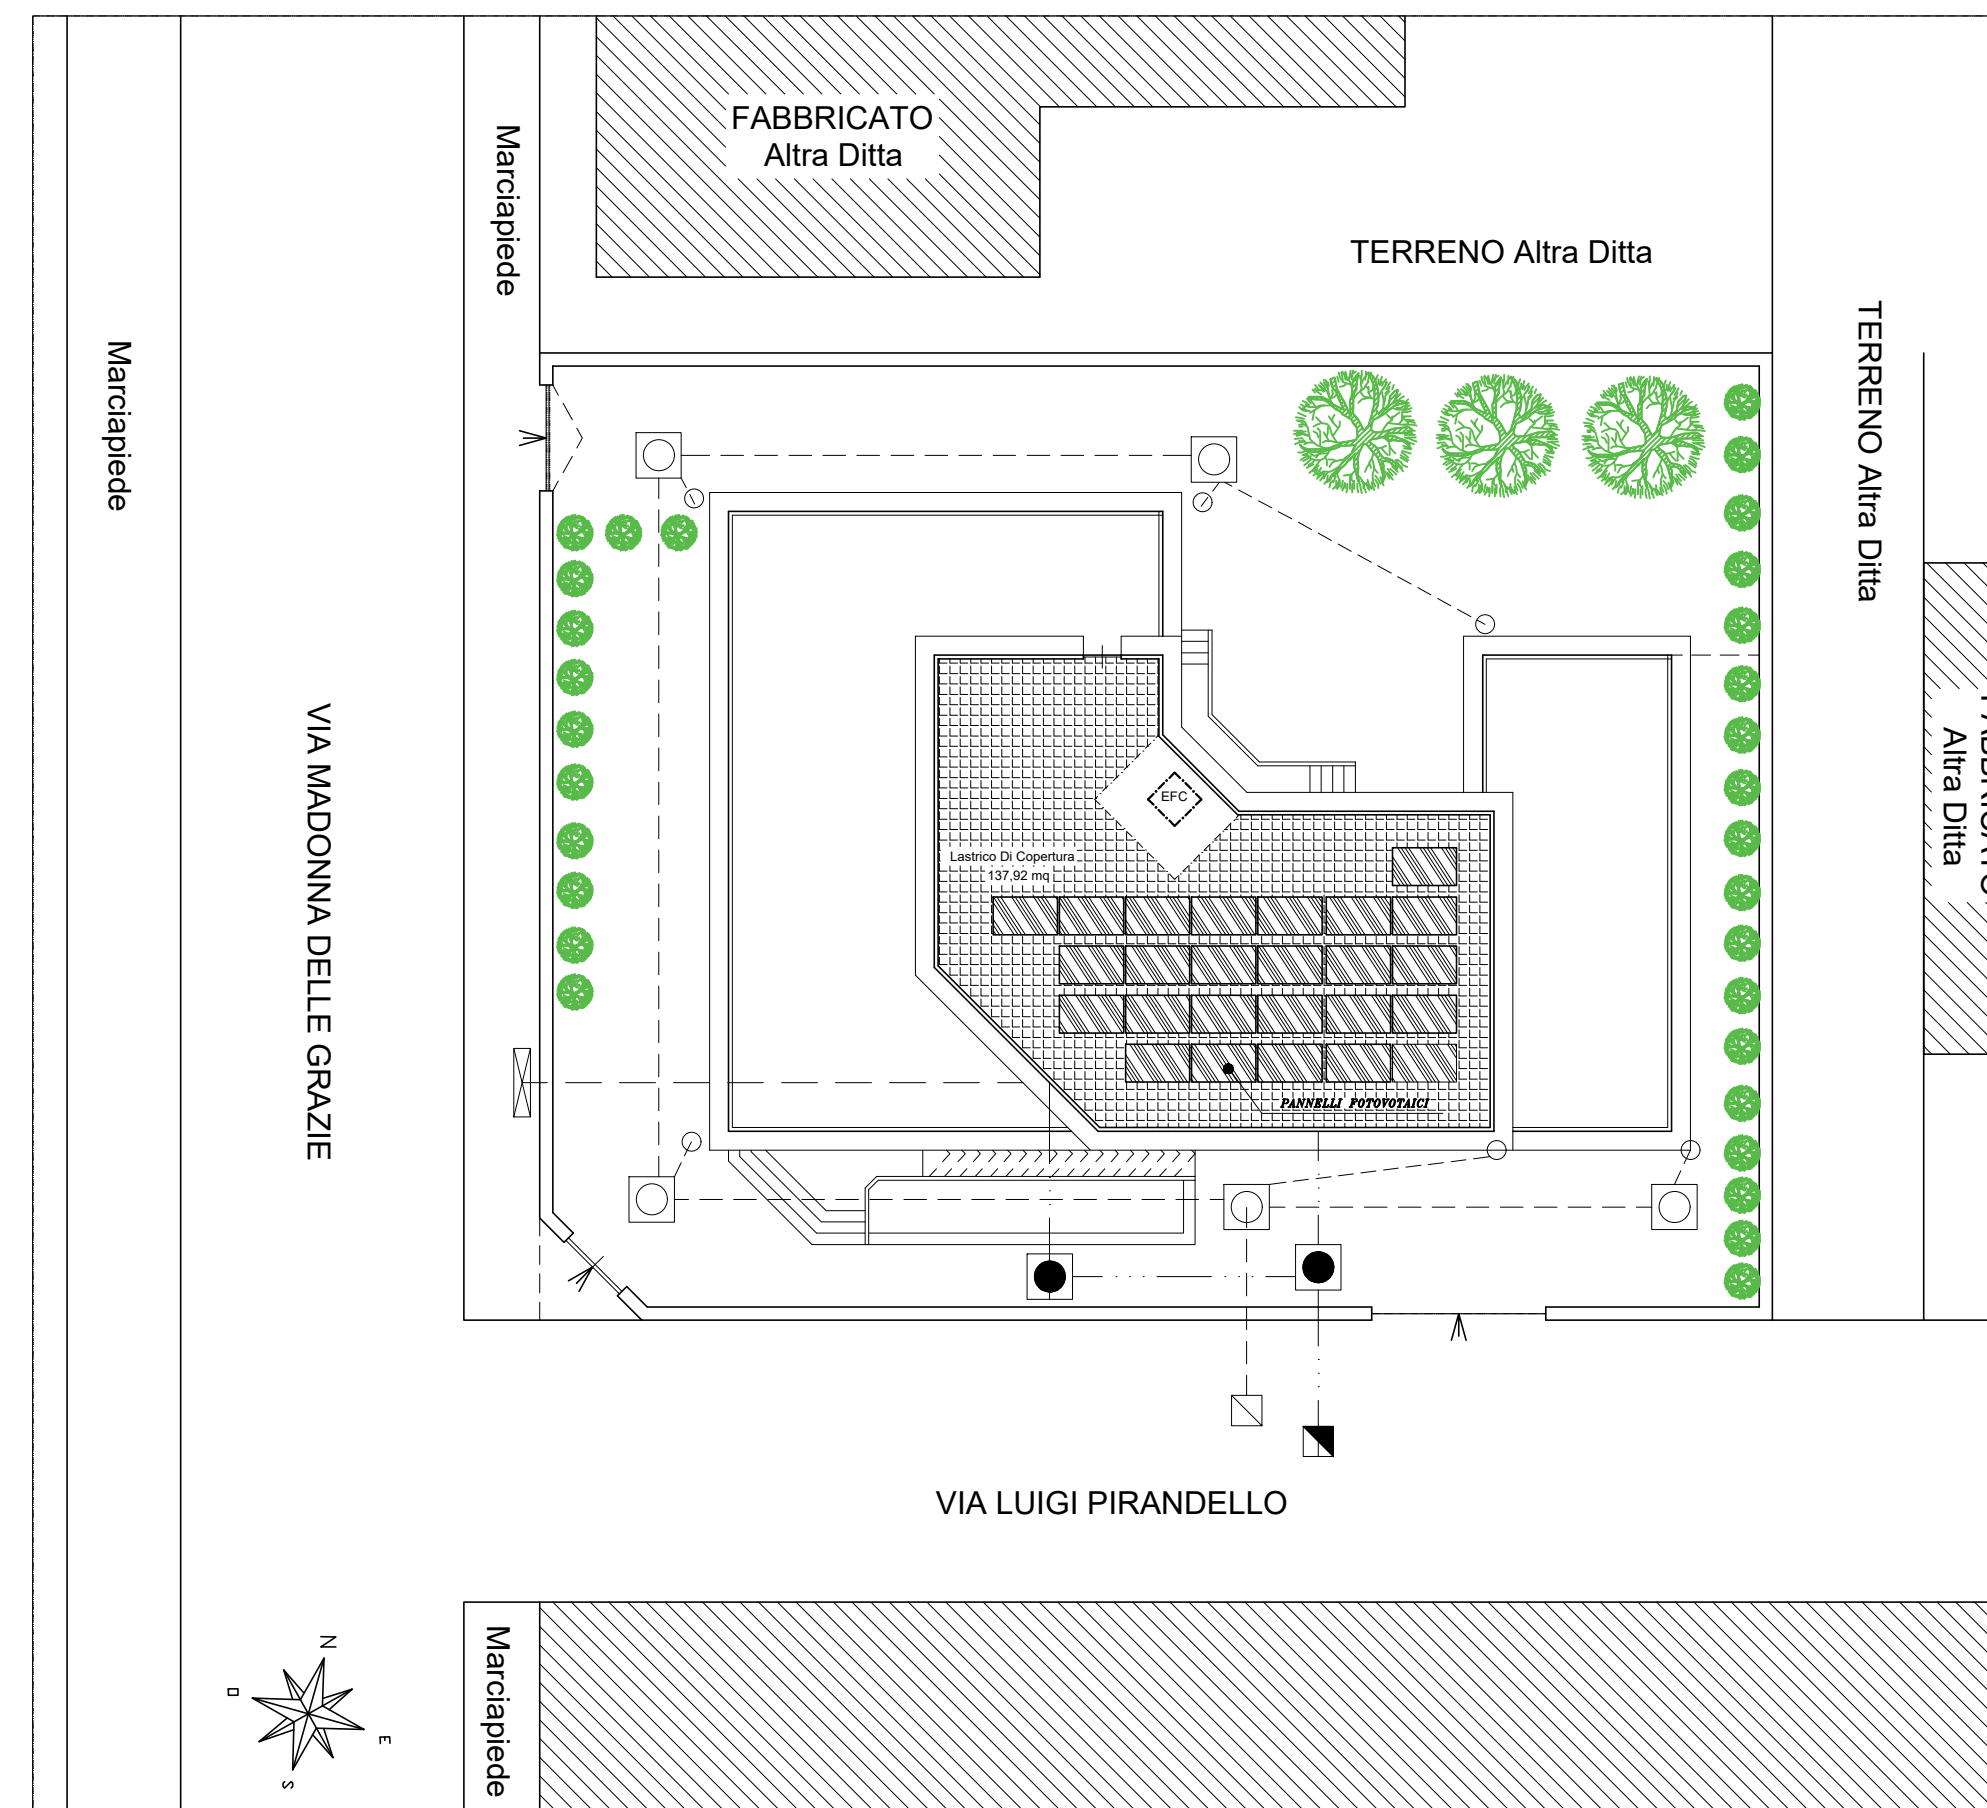 FABBRICATO
Altra Ditta
Marciapiede
TERRENO Altra Ditta
TERRENO Altra Ditta
Marciapiede
VIA MADONNA DELLE GRAZIE
FABBRICATO
Altra Ditta
EFC
Lastrico Di Copertura
137,92 mq
PANNELLI FOTOVOTAICI
VIA LUIGI PIRANDELLO
Marciapiede
N
O
E
S